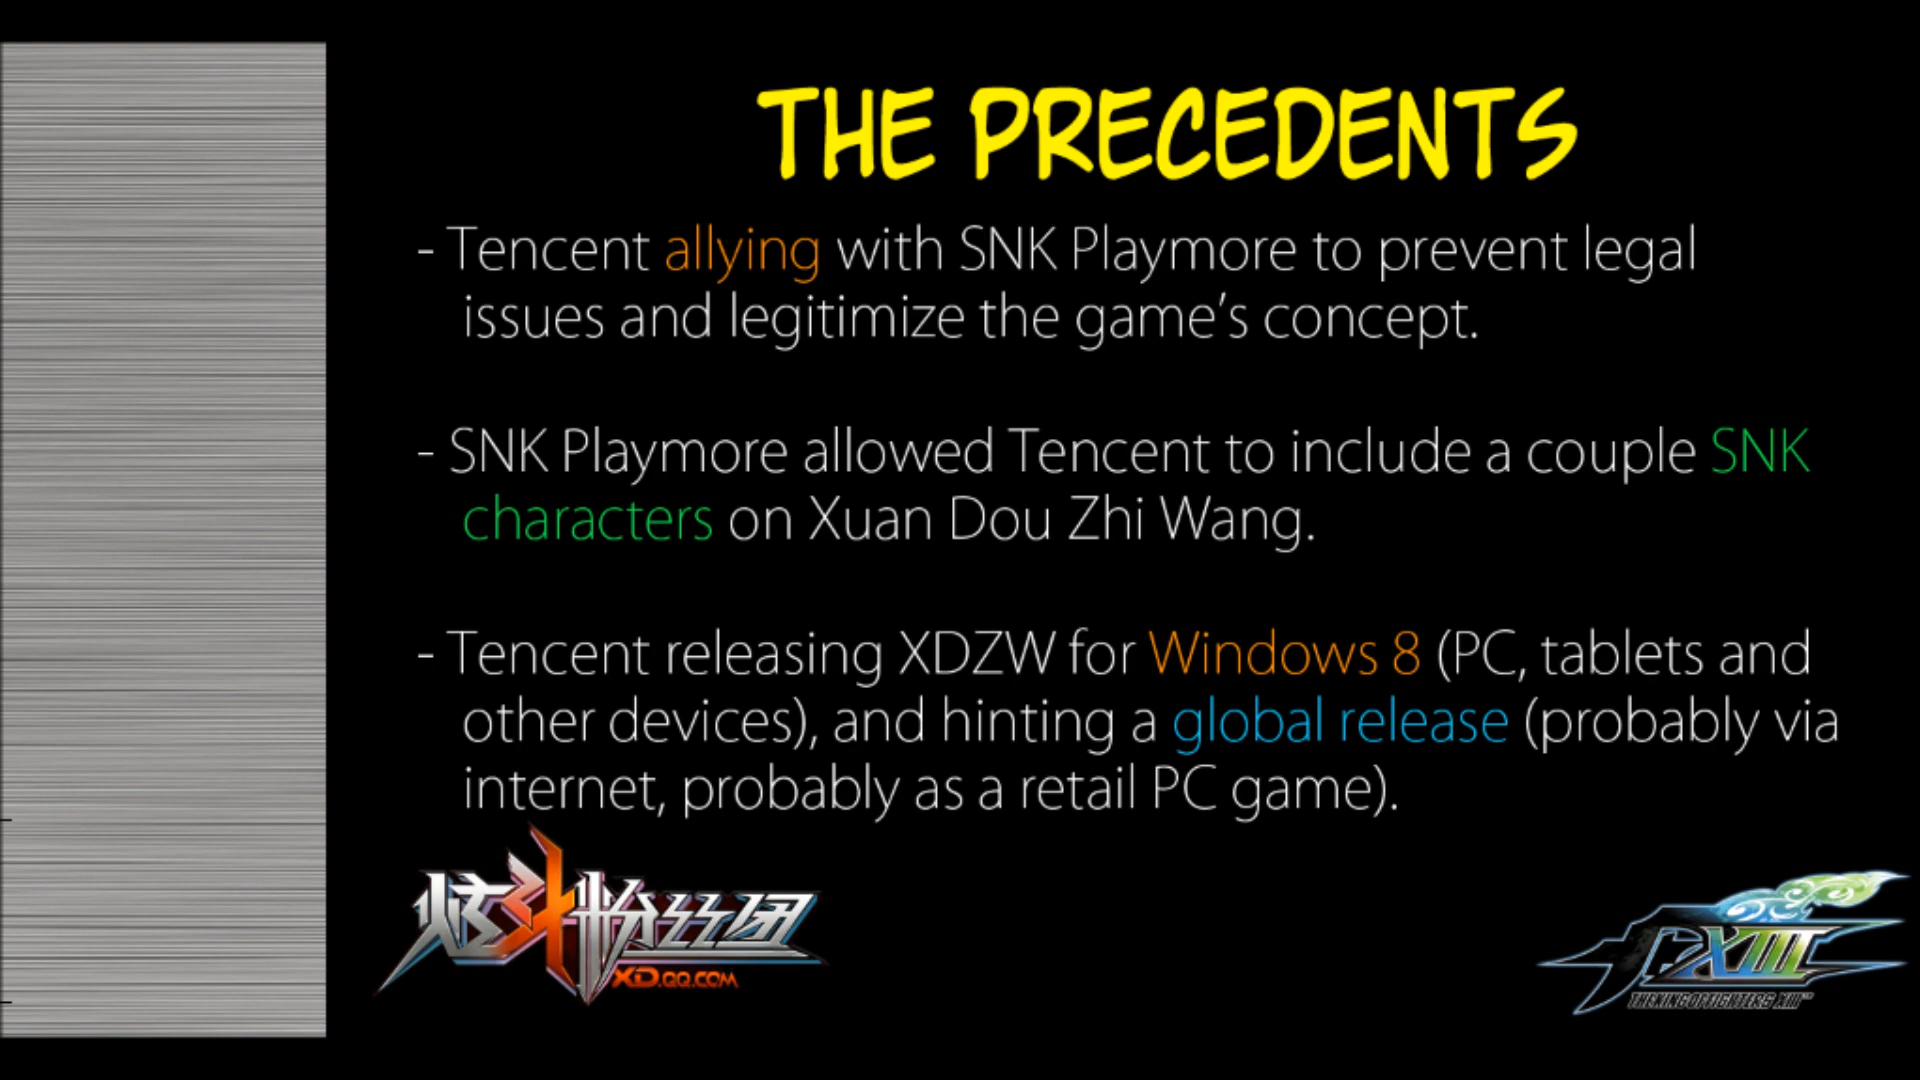 THE PRECEDENTS
- Tencent allying with SNK Playmore to prevent legal
issues and legitimize the game's concept.
- SNK Playmore allowed Tencent to include a couple SNK
characters on Xuan Dou Zhi Wang.
- Tencent releasing XDZW for Windows 8 (PC, tablets and
other devices), and hinting a global release (probably via
internet, probably as a retail PC game).
炫斗粉丝团
XD.QQ.COM
XIII
THE KING OF FIGHTERS XIII